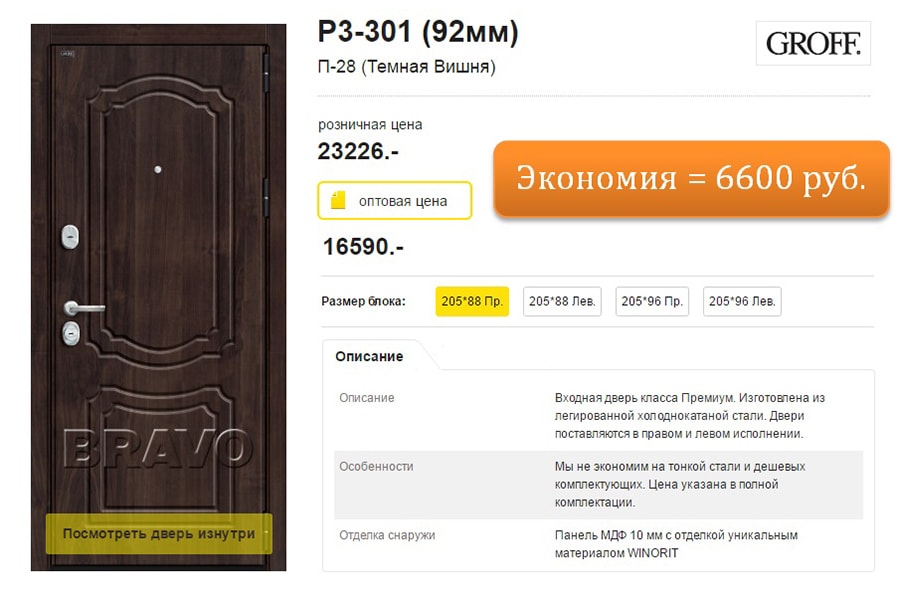 Р3-301 (92мм)
GROFF.
П-28 (Темная Вишня)
розничная цена
23226.-
Экономия = 6600 руб.
оптовая цена
16590.-
Размер блока:
205*88 Пр.
205*88 Лев.
205*96 Пр.
205*96 Лев.
Описание
Описание
Входная дверь класса Премиум. Изготовлена из
легированной холоднокатаной стали. Двери
поставляются в правом и левом исполнении.
Особенности
Мы не экономим на тонкой стали и дешевых
комплектующих. Цена указана в полной
комплектации.
Отделка снаружи
Панель МДФ 10 мм с отделкой уникальным
материалом WINORIT
BRAVO
Посмотреть дверь изнутри